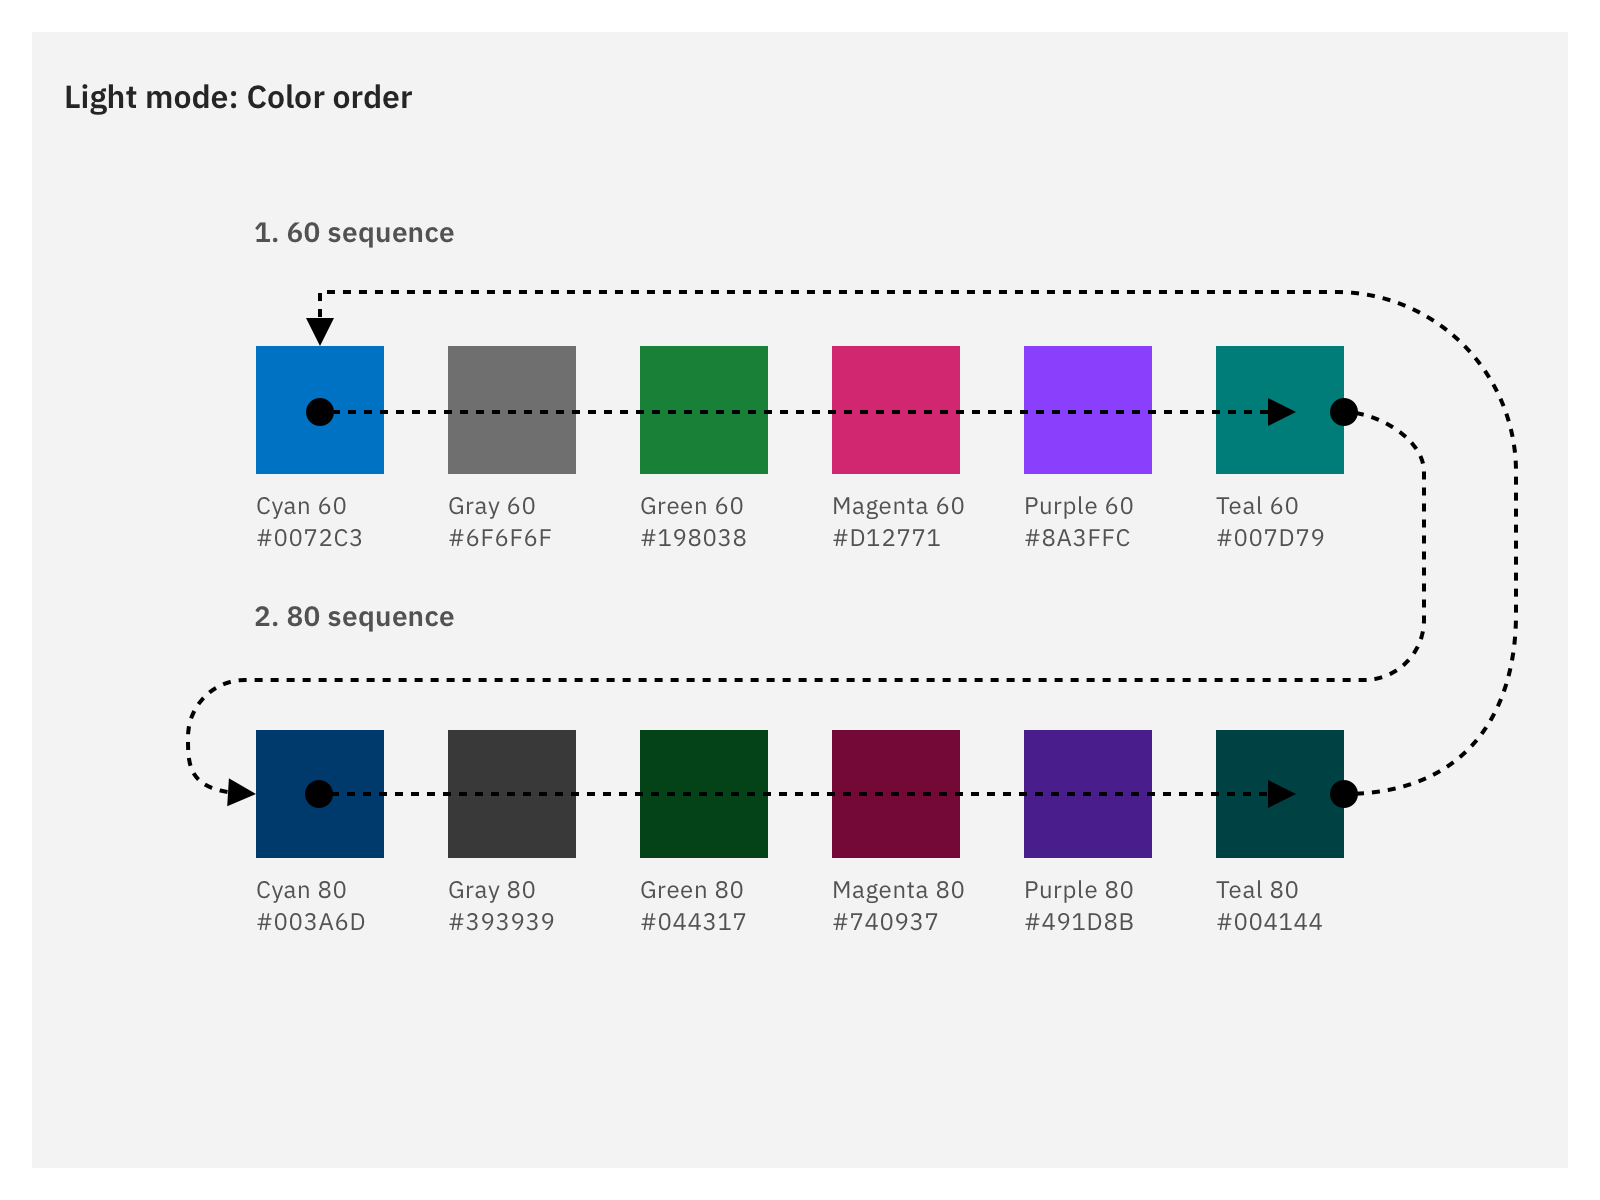 Light mode: Color order
1. 60 sequence
Cyan 60
#0072C3
Gray 60
#6F6F6F
Green 60
#198038
Magenta 60
#D12771
Purple 60
#8A3FFC
Teal 60
#007D79
2. 80 sequence
Cyan 80
#003A6D
Gray 80
#393939
Green 80
#044317
Magenta 80
#740937
Purple 80
#491D8B
Teal 80
#004144